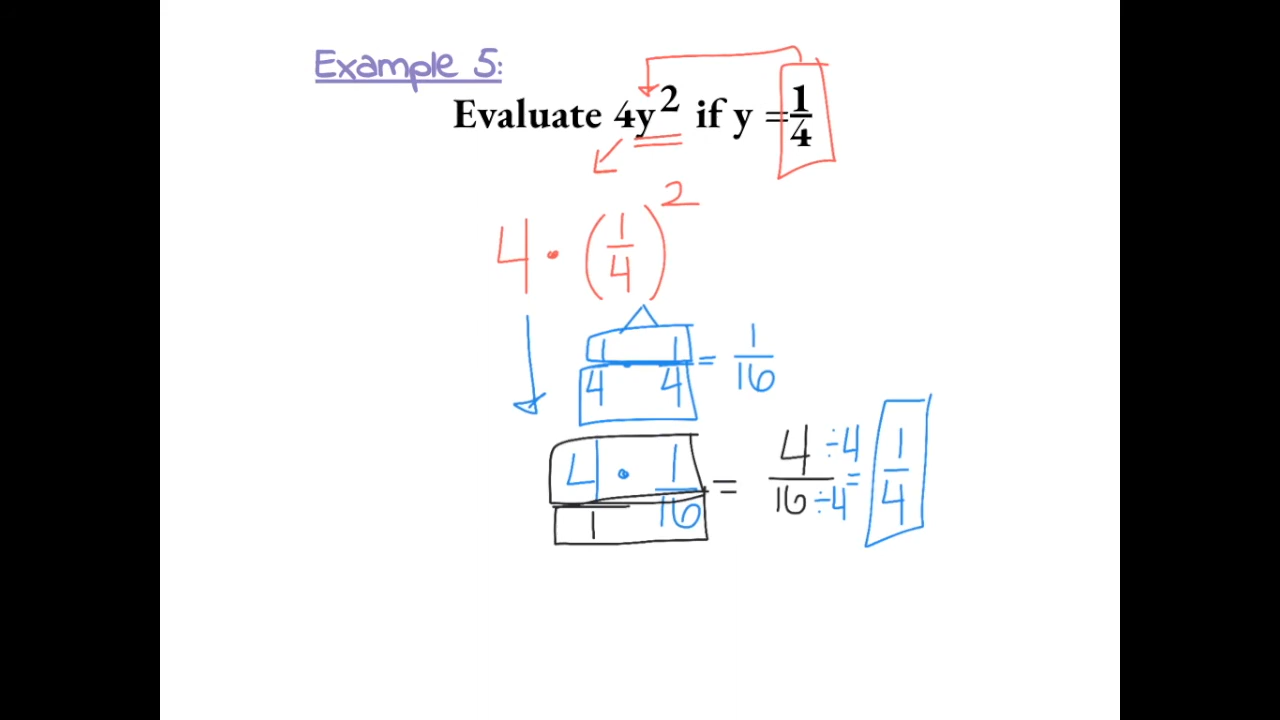 Example 5:
Evaluate 4y² if y = 1/4
4 · (1/4)²
1/4 · 1/4 = 1/16
4/1 · 1/16 = 4÷4/16÷4 = 1/4